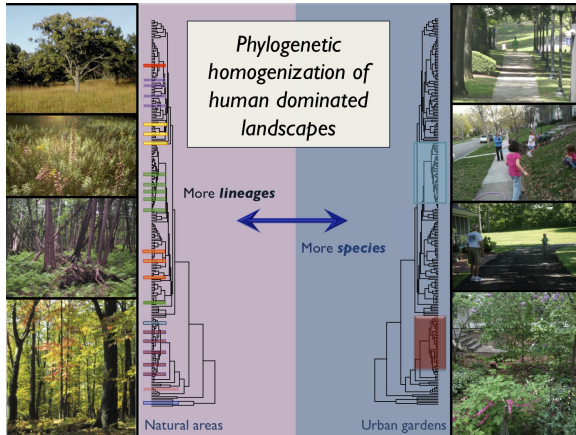 Phylogenetic
homogenization of
human dominated
landscapes
More lineages
More species
Natural areas
Urban gardens